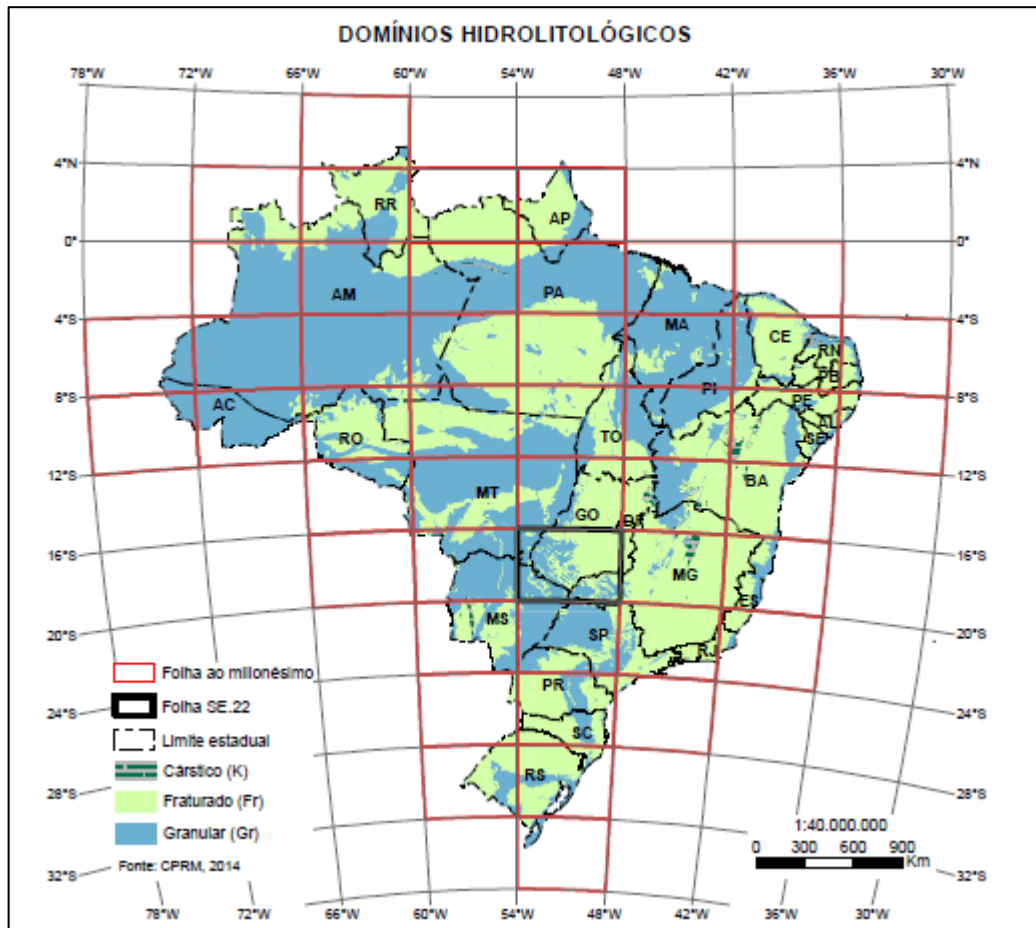 DOMÍNIOS HIDROLITOLÓGICOS
78°W 72°W 66°W 60°W 54°W 48°W 42°W 36°W 30°W
4°N 4°N
RR AP
0° 0°
AM PA MA CE
4°S 4°S
RN
PB
PI
PE
8°S AC 8°S
AL
RO TO SE
12°S BA 12°S
MT
GO DF
16°S 16°S
MG ES
MS
20°S SP 20°S
RJ
Folha ao milionésimo
PR
24°S Folha SE.22 24°S
SC
Limite estadual
Cárstico (K) RS
28°S Fraturado (Fr) 28°S
Granular (Gr) 1:40.000.000
0 300 600 900
Km
Fonte: CPRM, 2014
32°S 32°S
78°W 72°W 66°W 60°W 54°W 48°W 42°W 36°W 30°W